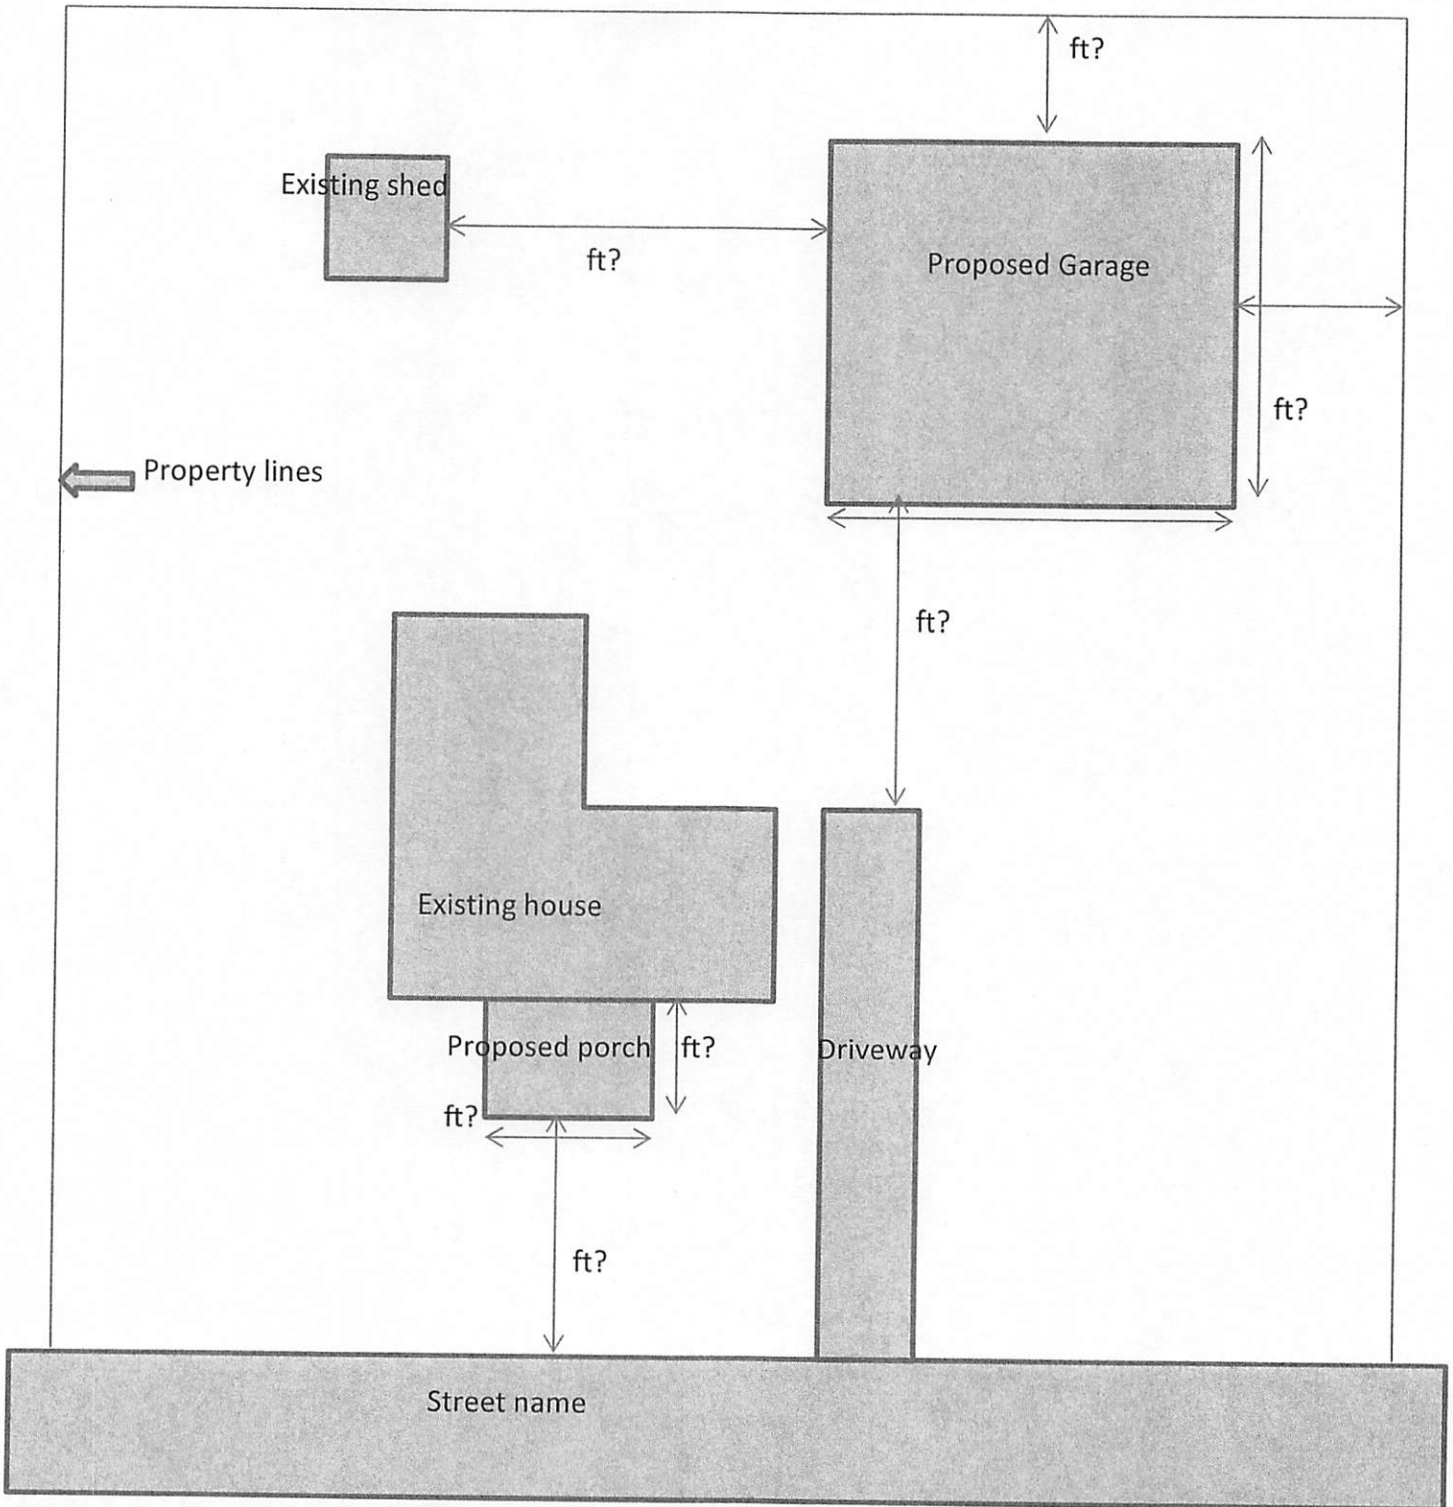 ft?
Existing shed
ft?
Proposed Garage
ft?
Property lines
ft?
Existing house
Proposed porch
ft?
Driveway
ft?
ft?
Street name